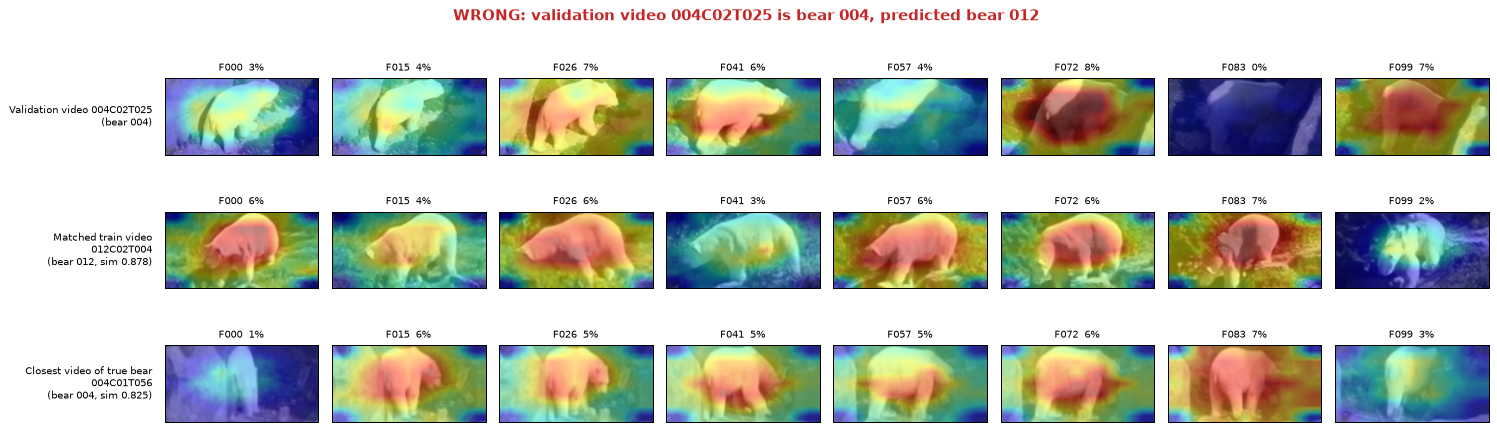 WRONG: validation video 004C02T025 is bear 004, predicted bear 012
F000 3%
F015 4%
F026 7%
F041 6%
F057 4%
F072 8%
F083 0%
F099 7%
Validation video 004C02T025
(bear 004)
F000 6%
F015 4%
F026 6%
F041 3%
F057 6%
F072 6%
F083 7%
F099 2%
Matched train video
012C02T004
(bear 012, sim 0.878)
F000 1%
F015 6%
F026 5%
F041 5%
F057 5%
F072 6%
F083 7%
F099 3%
Closest video of true bear
004C01T056
(bear 004, sim 0.825)